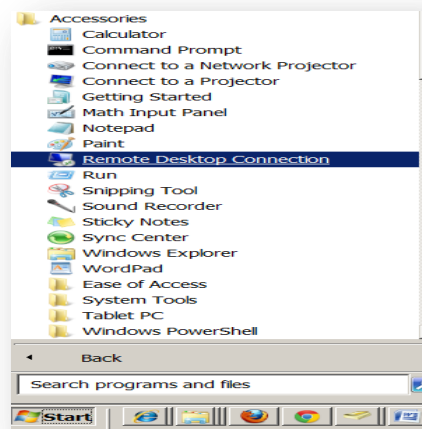 Accessories
Calculator
Command Prompt
Connect to a Network Projector
Connect to a Projector
Getting Started
Math Input Panel
Notepad
Paint
Remote Desktop Connection
Run
Snipping Tool
Sound Recorder
Sticky Notes
Sync Center
Windows Explorer
WordPad
Ease of Access
System Tools
Tablet PC
Windows PowerShell
Back
Search programs and files
Start